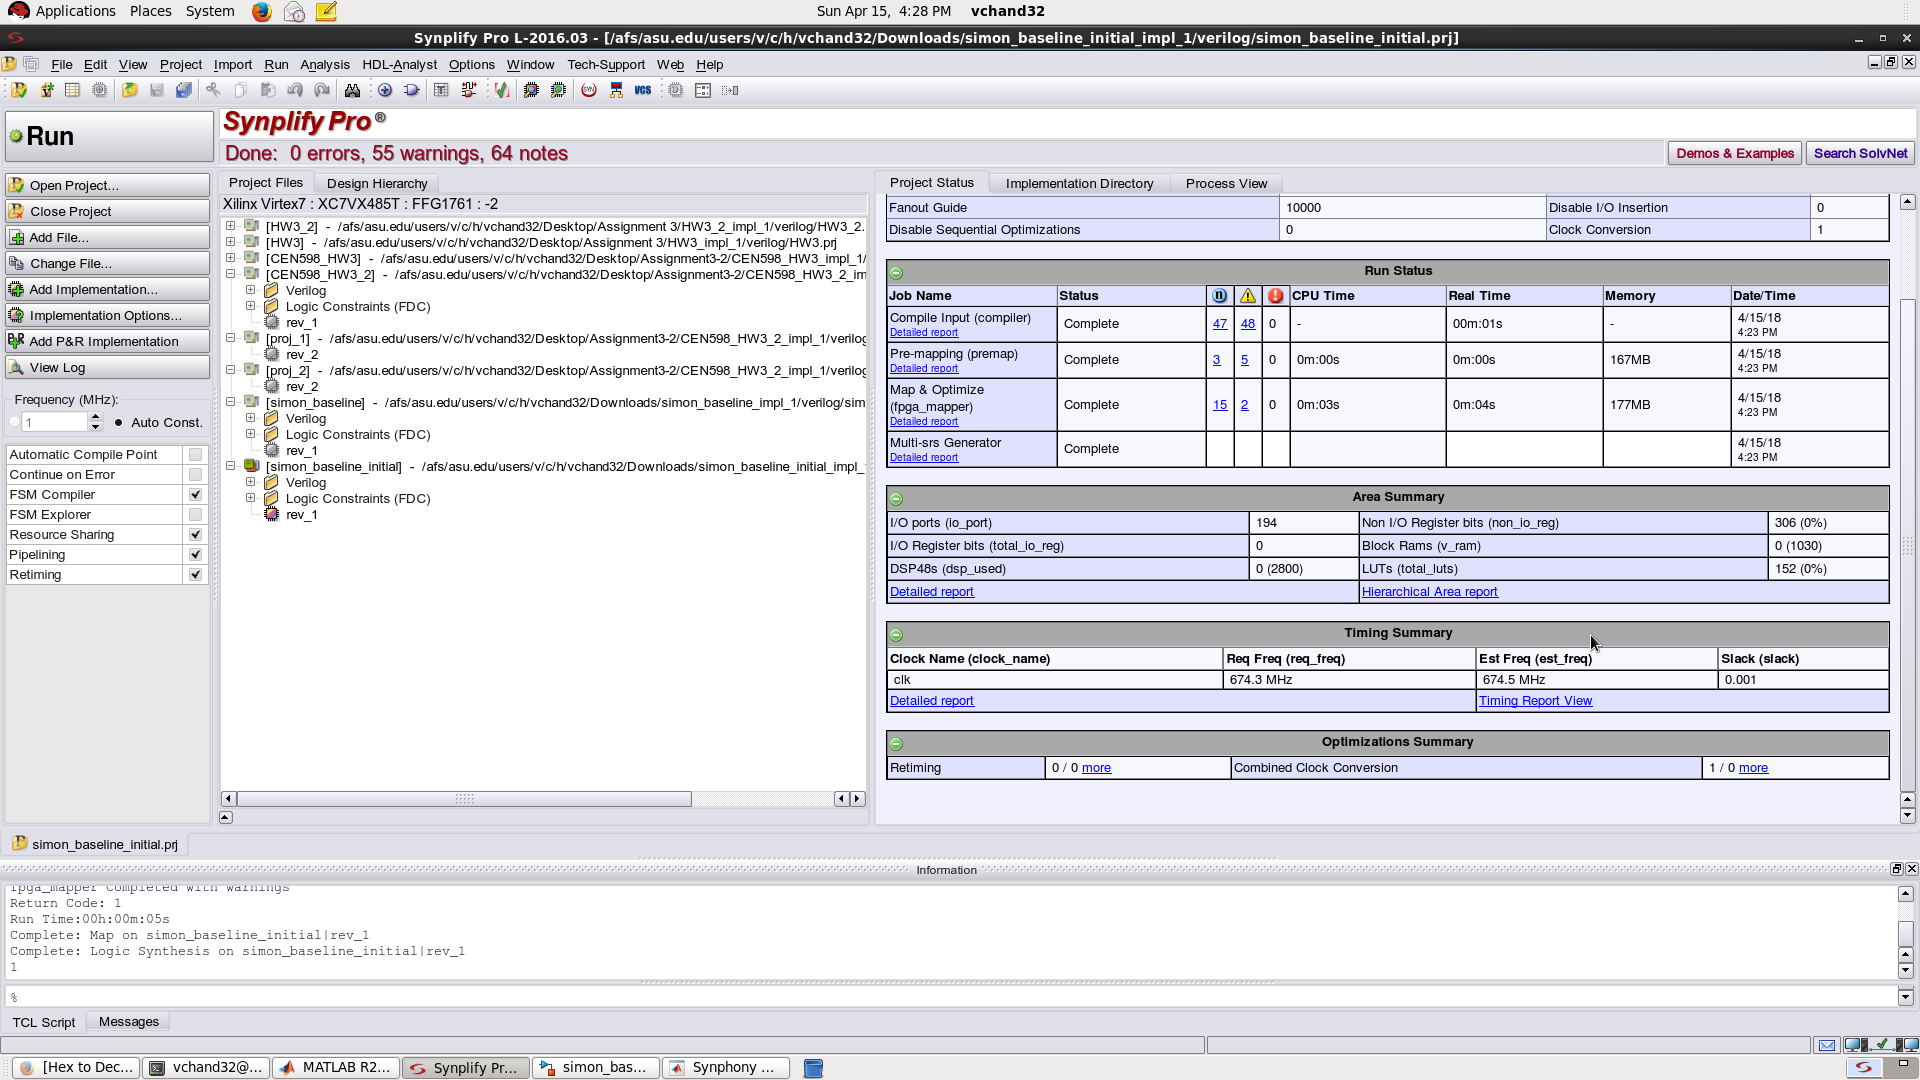 Applications Places System
Sun Apr 15, 4:28 PM vchand32
Synplify Pro L-2016.03 - [/afs/asu.edu/users/v/c/h/vchand32/Downloads/simon_baseline_initial_impl_1/verilog/simon_baseline_initial.prj]
File Edit View Project Import Run Analysis HDL-Analyst Options Window Tech-Support Web Help
Run
Synplify Pro ®
Done: 0 errors, 55 warnings, 64 notes
Demos & Examples
Search SolvNet
Open Project...
Close Project
Add File...
Change File...
Add Implementation...
Implementation Options...
Add P&R Implementation
View Log
Frequency (MHz):
1
Auto Const.
Automatic Compile Point
Continue on Error
FSM Compiler
FSM Explorer
Resource Sharing
Pipelining
Retiming
Project Files Design Hierarchy
Xilinx Virtex7 : XC7VX485T : FFG1761 : -2
[HW3_2] - /afs/asu.edu/users/v/c/h/vchand32/Desktop/Assignment 3/HW3_2_impl_1/verilog/HW3_2.
[HW3] - /afs/asu.edu/users/v/c/h/vchand32/Desktop/Assignment 3/HW3_impl_1/verilog/HW3.prj
[CEN598_HW3] - /afs/asu.edu/users/v/c/h/vchand32/Desktop/Assignment3-2/CEN598_HW3_impl_1/
[CEN598_HW3_2] - /afs/asu.edu/users/v/c/h/vchand32/Desktop/Assignment3-2/CEN598_HW3_2_im
Verilog
Logic Constraints (FDC)
rev_1
[proj_1] - /afs/asu.edu/users/v/c/h/vchand32/Desktop/Assignment3-2/CEN598_HW3_2_impl_1/verilog
rev_2
[proj_2] - /afs/asu.edu/users/v/c/h/vchand32/Desktop/Assignment3-2/CEN598_HW3_2_impl_1/verilog
rev_2
[simon_baseline] - /afs/asu.edu/users/v/c/h/vchand32/Downloads/simon_baseline_impl_1/verilog/sim
Verilog
Logic Constraints (FDC)
rev_1
[simon_baseline_initial] - /afs/asu.edu/users/v/c/h/vchand32/Downloads/simon_baseline_initial_impl_
Verilog
Logic Constraints (FDC)
rev_1
Project Status Implementation Directory Process View
Fanout Guide 10000 Disable I/O Insertion 0
Disable Sequential Optimizations 0 Clock Conversion 1
Run Status
Job Name Status CPU Time Real Time Memory Date/Time
Compile Input (compiler) Detailed report Complete 47 48 0 - 00m:01s - 4/15/18 4:23 PM
Pre-mapping (premap) Detailed report Complete 3 5 0 0m:00s 0m:00s 167MB 4/15/18 4:23 PM
Map & Optimize (fpga_mapper) Detailed report Complete 15 2 0 0m:03s 0m:04s 177MB 4/15/18 4:23 PM
Multi-srs Generator Detailed report Complete 4/15/18 4:23 PM
Area Summary
I/O ports (io_port) 194 Non I/O Register bits (non_io_reg) 306 (0%)
I/O Register bits (total_io_reg) 0 Block Rams (v_ram) 0 (1030)
DSP48s (dsp_used) 0 (2800) LUTs (total_luts) 152 (0%)
Detailed report Hierarchical Area report
Timing Summary
Clock Name (clock_name) Req Freq (req_freq) Est Freq (est_freq) Slack (slack)
clk 674.3 MHz 674.5 MHz 0.001
Detailed report Timing Report View
Optimizations Summary
Retiming 0 / 0 more Combined Clock Conversion 1 / 0 more
simon_baseline_initial.prj
Information
fpga_mapper Completed with warnings
Return Code: 1
Run Time:00h:00m:05s
Complete: Map on simon_baseline_initial|rev_1
Complete: Logic Synthesis on simon_baseline_initial|rev_1
1
%
TCL Script Messages
[Hex to Dec... vchand32@... MATLAB R2... Synplify Pr... simon_bas... Synphony ...